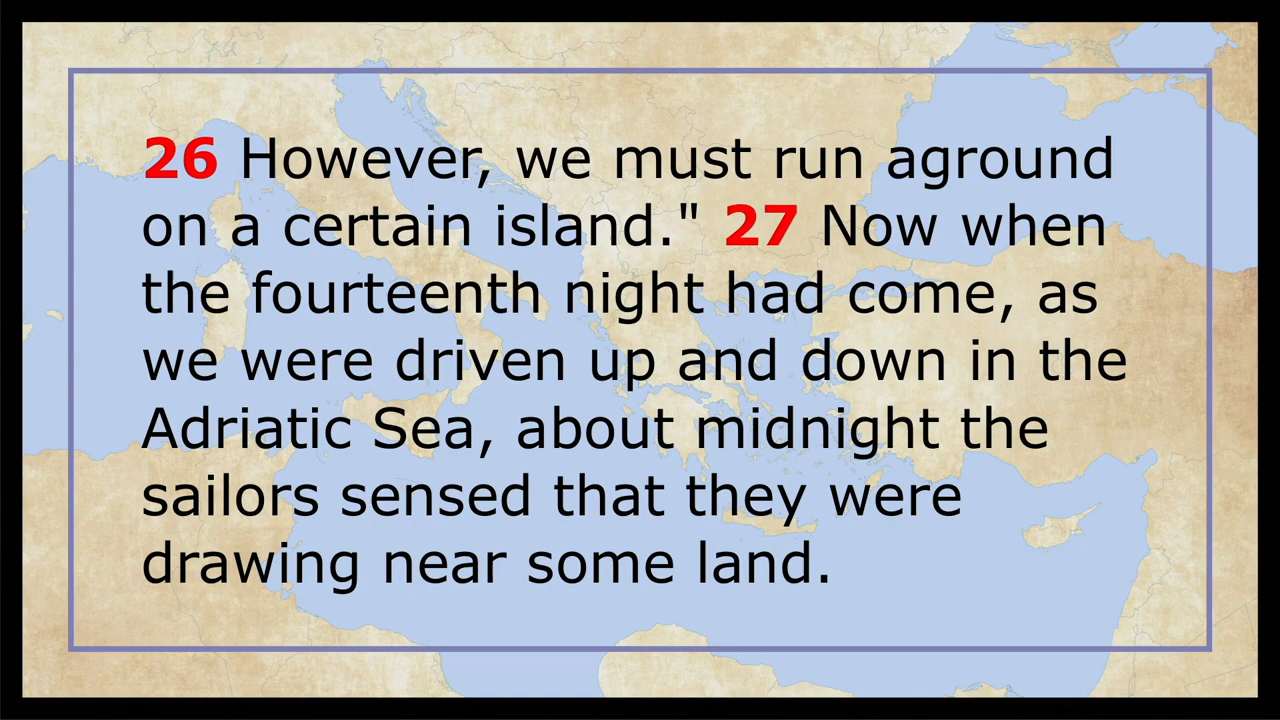 26 However, we must run aground
on a certain island." 27 Now when
the fourteenth night had come, as
we were driven up and down in the
Adriatic Sea, about midnight the
sailors sensed that they were
drawing near some land.